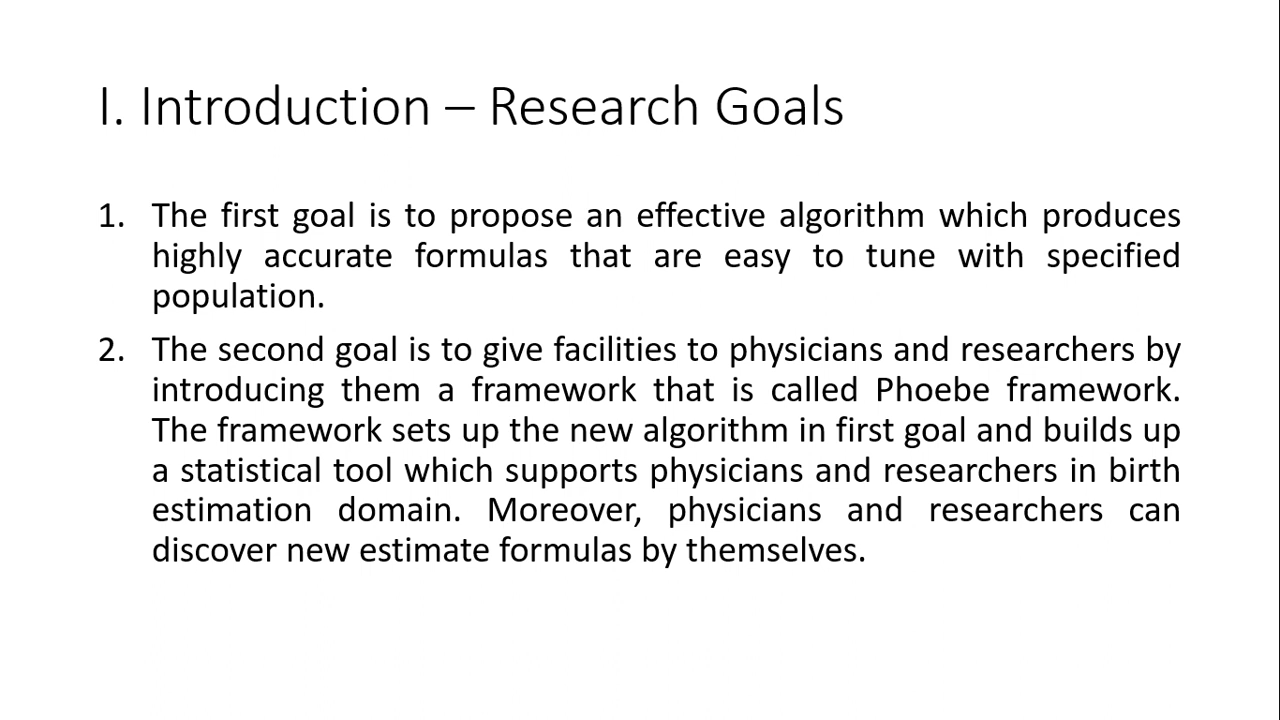 I. Introduction – Research Goals
1. The first goal is to propose an effective algorithm which produces
highly accurate formulas that are easy to tune with specified
population.
2. The second goal is to give facilities to physicians and researchers by
introducing them a framework that is called Phoebe framework.
The framework sets up the new algorithm in first goal and builds up
a statistical tool which supports physicians and researchers in birth
estimation domain. Moreover, physicians and researchers can
discover new estimate formulas by themselves.